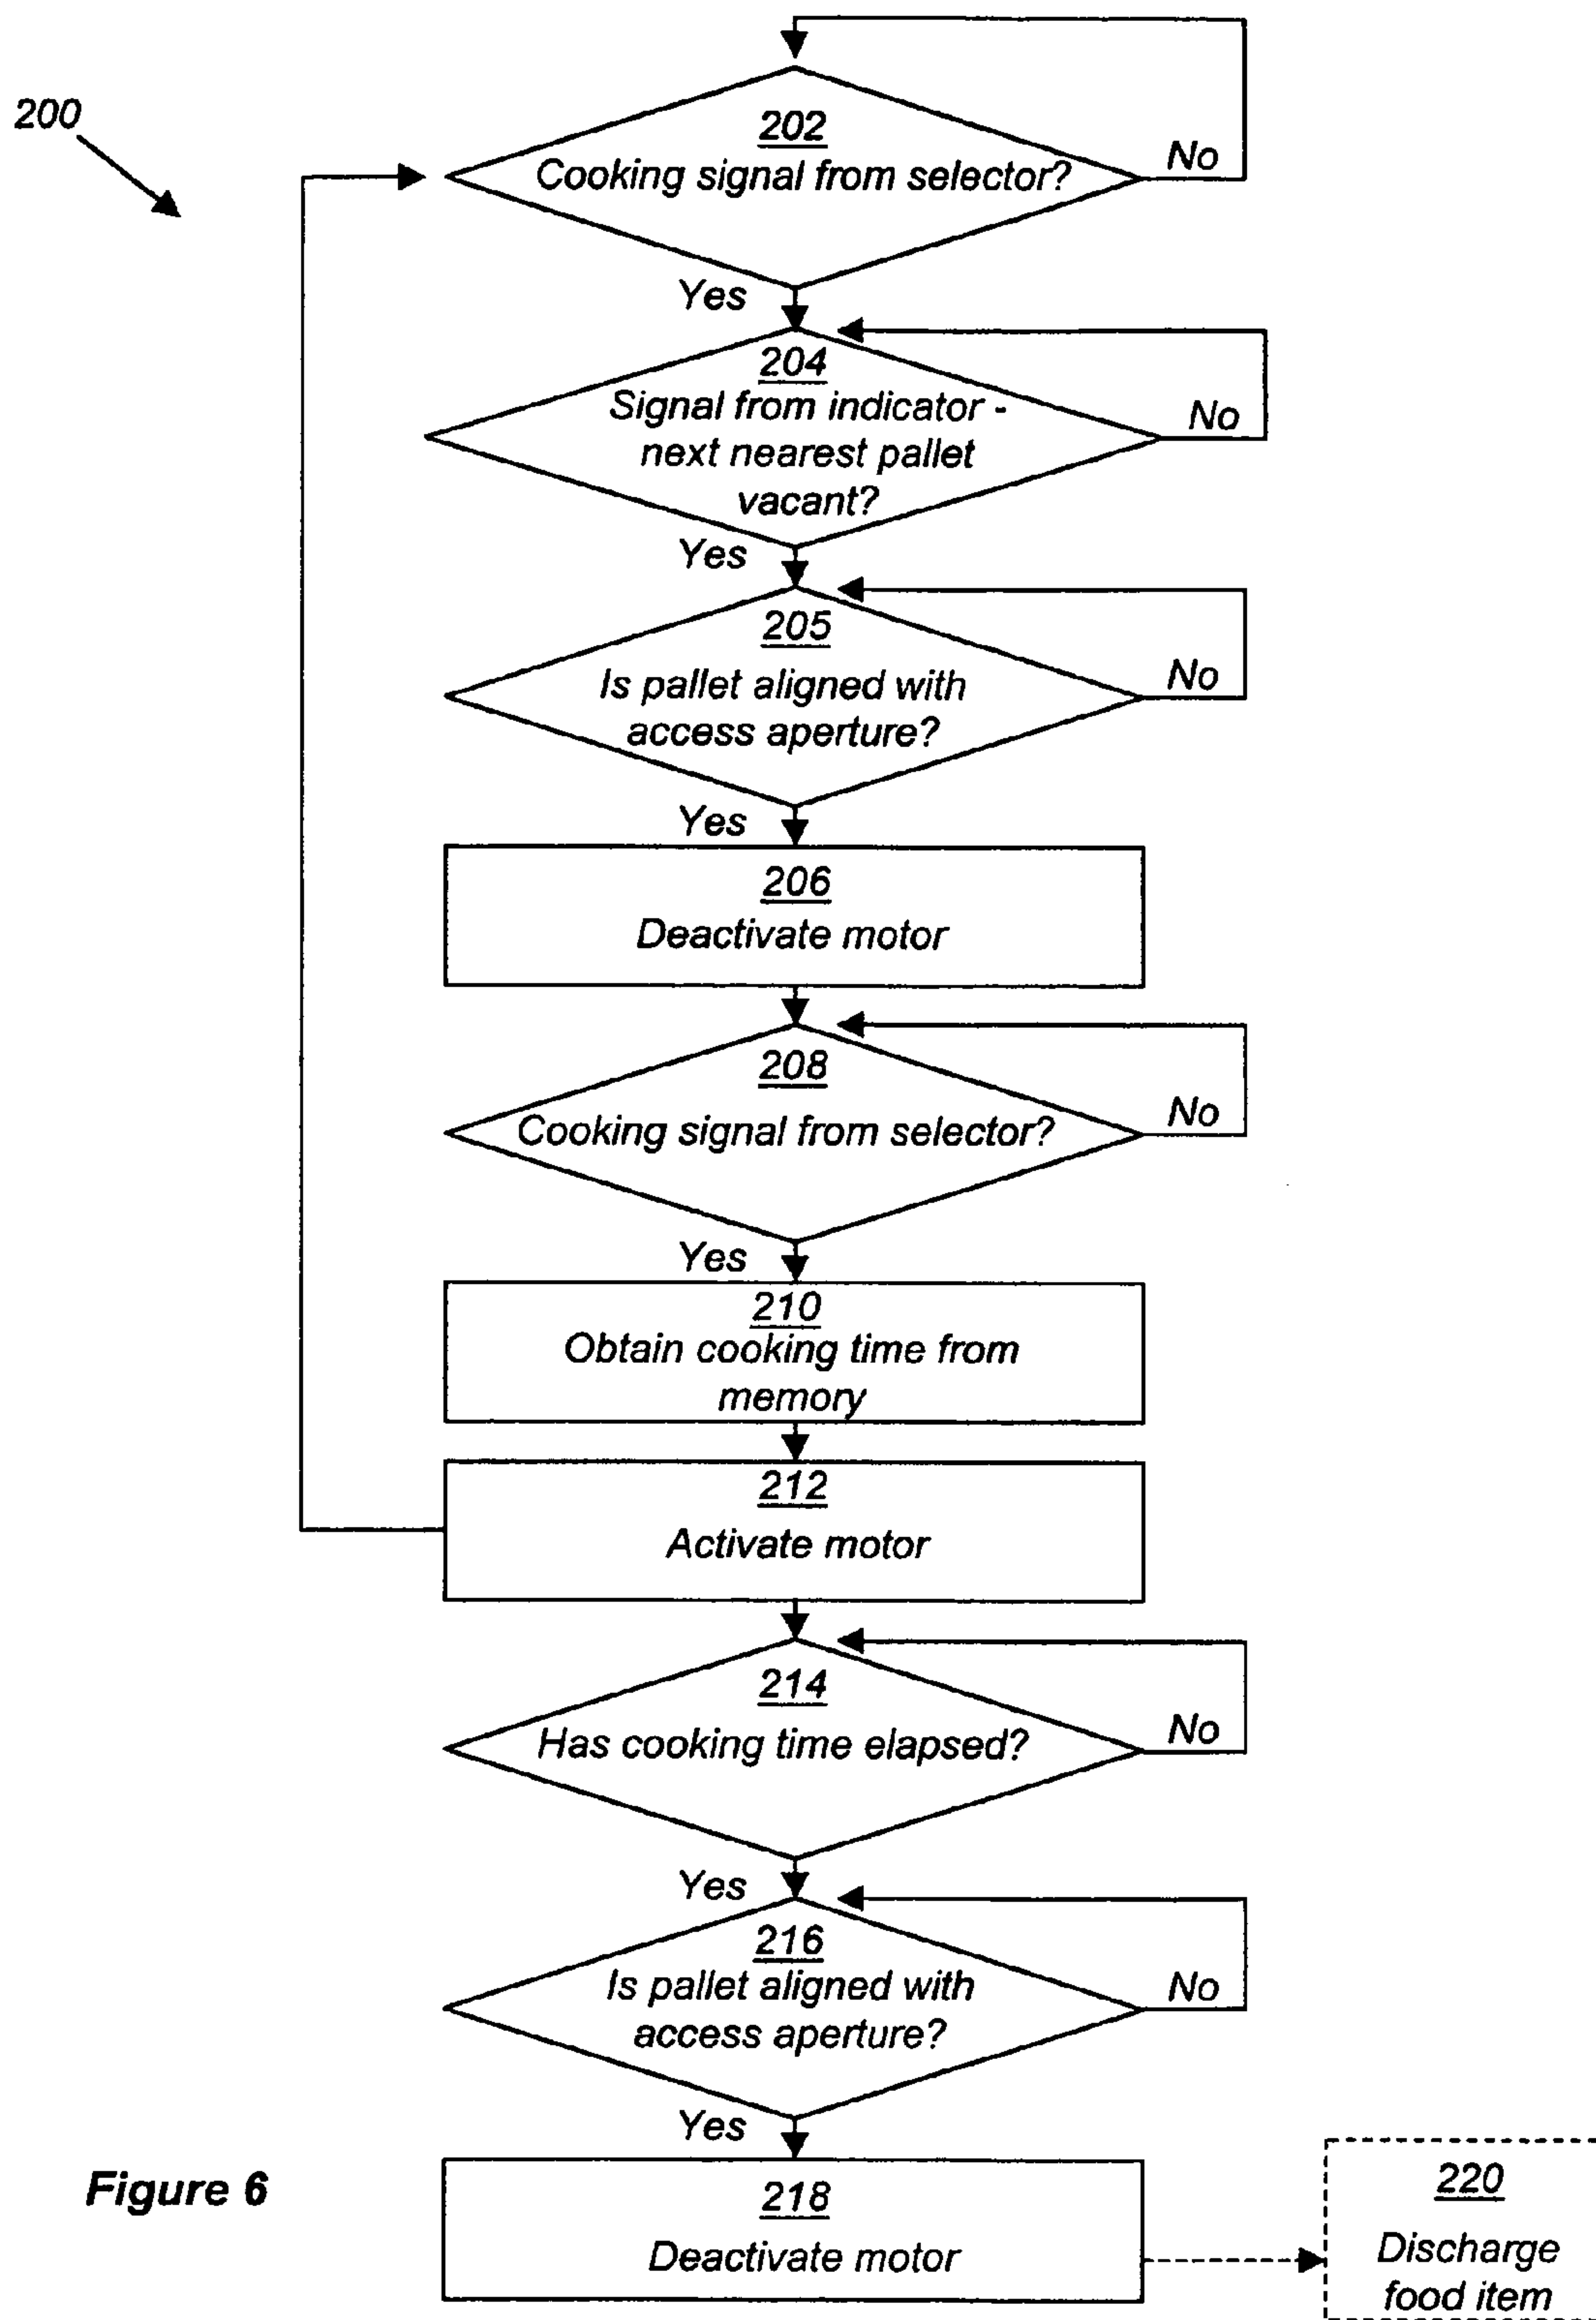 200
202
Cooking signal from selector?
No
Yes
204
Signal from indicator -
next nearest pallet
vacant?
No
Yes
205
Is pallet aligned with
access aperture?
No
Yes
206
Deactivate motor
208
Cooking signal from selector?
No
Yes
210
Obtain cooking time from
memory
212
Activate motor
214
Has cooking time elapsed?
No
Yes
216
Is pallet aligned with
access aperture?
No
Yes
218
Deactivate motor
220
Discharge
food item
Figure 6